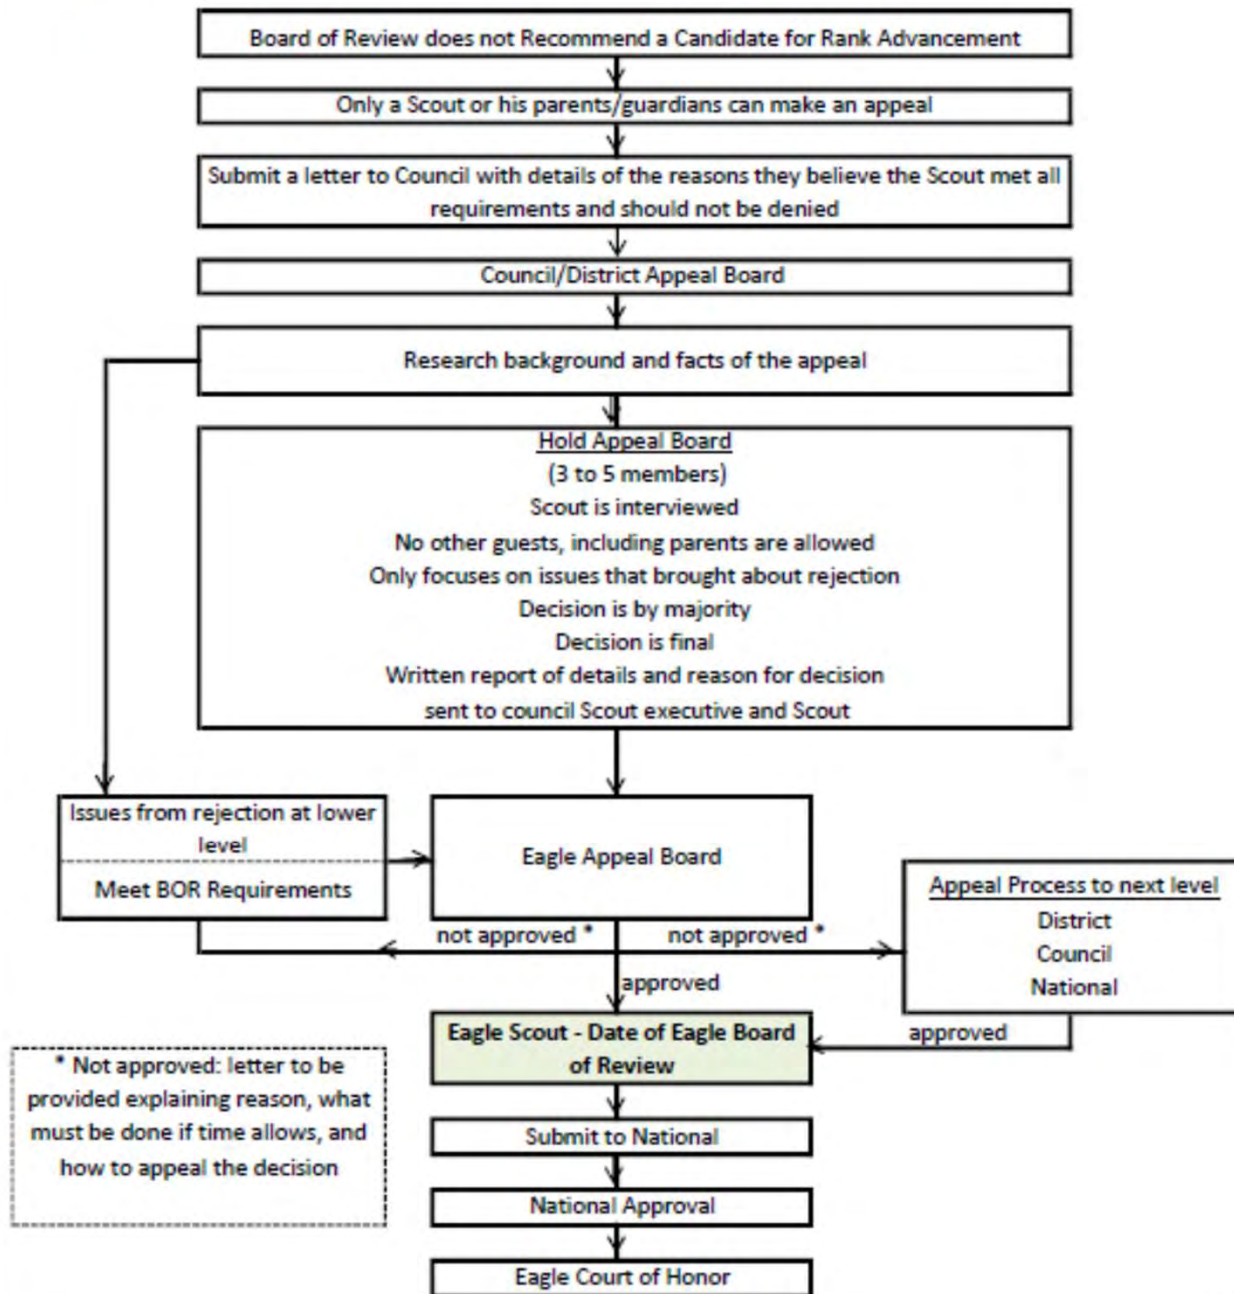 Board of Review does not Recommend a Candidate for Rank Advancement
Only a Scout or his parents/guardians can make an appeal
Submit a letter to Council with details of the reasons they believe the Scout met all
requirements and should not be denied
Council/District Appeal Board
Research background and facts of the appeal
Hold Appeal Board
(3 to 5 members)
Scout is interviewed
No other guests, including parents are allowed
Only focuses on issues that brought about rejection
Decision is by majority
Decision is final
Written report of details and reason for decision
sent to council Scout executive and Scout
Issues from rejection at lower
level
Meet BOR Requirements
Eagle Appeal Board
Appeal Process to next level
District
Council
National
not approved *
not approved *
approved
approved
Eagle Scout - Date of Eagle Board
of Review
* Not approved: letter to be
provided explaining reason, what
must be done if time allows, and
how to appeal the decision
Submit to National
National Approval
Eagle Court of Honor